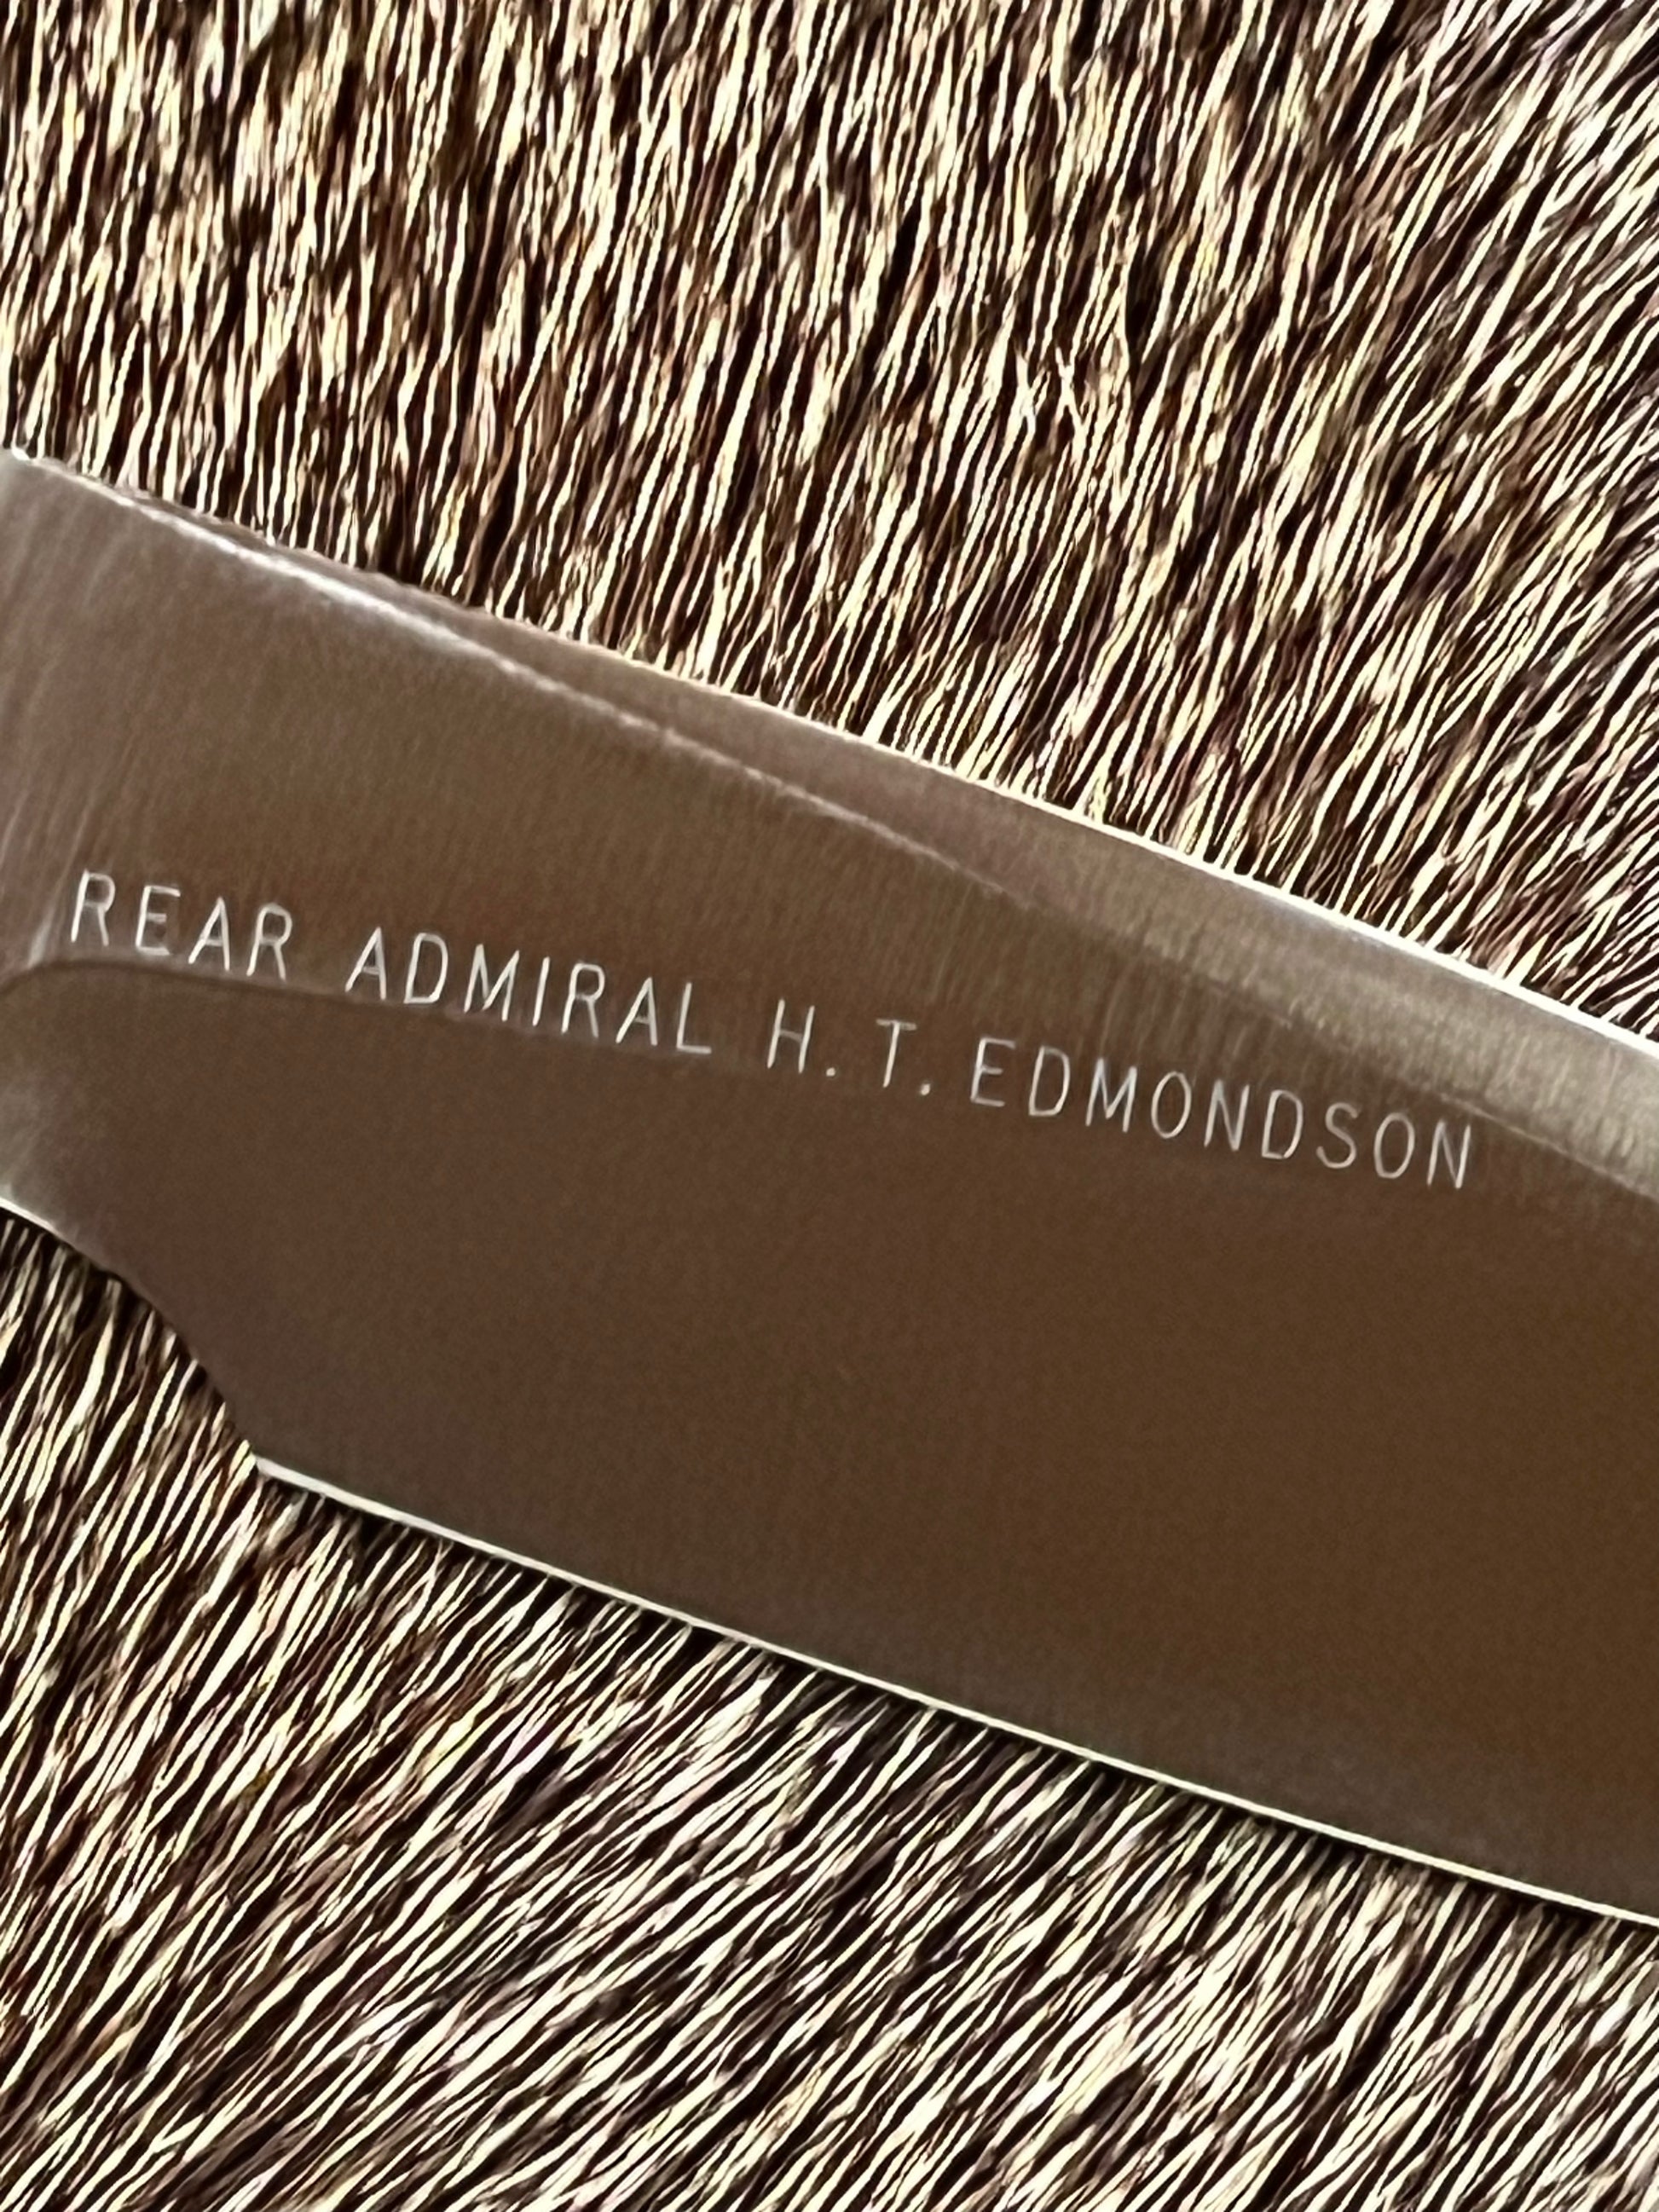 REAR ADMIRAL H. T. EDMONDSON